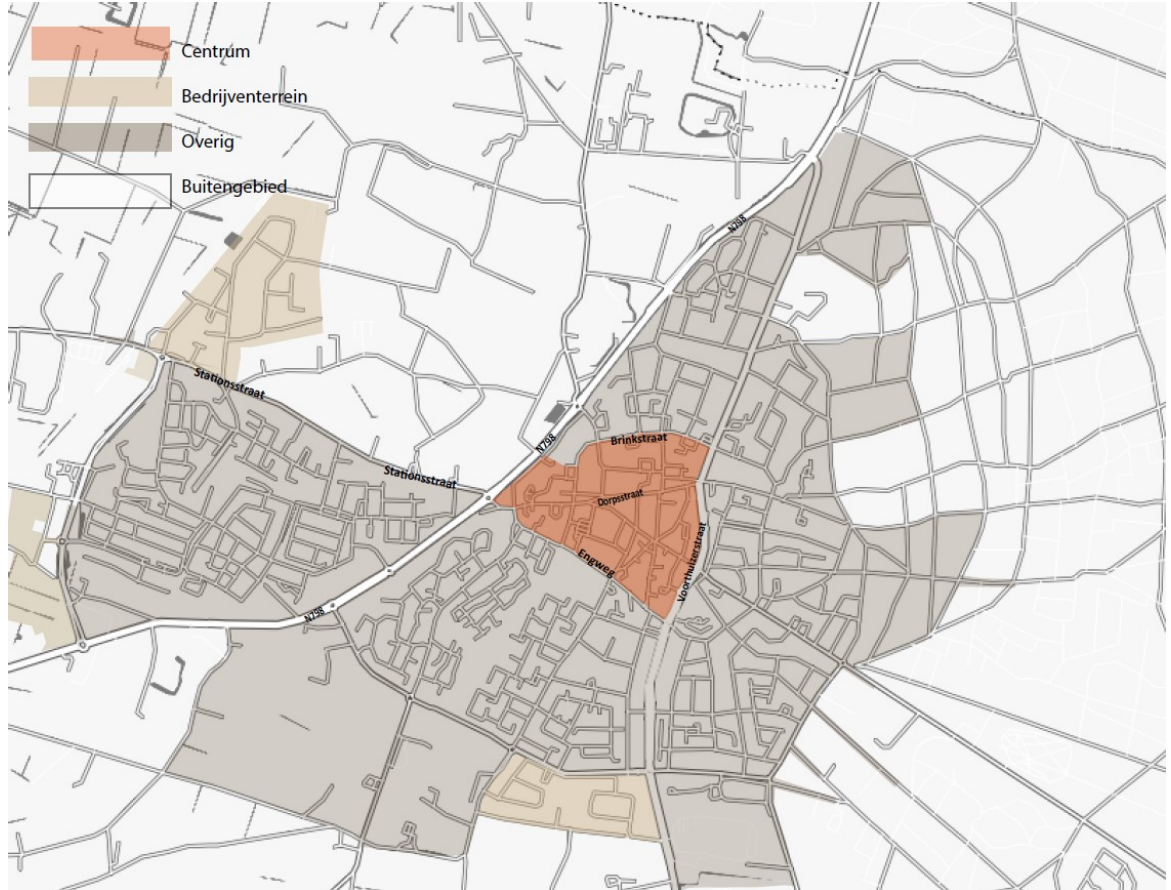 Centrum
Bedrijventerrein
Overig
Buitengebied
N798
Stationsstraat
Brinkstraat
N798
Stationsstraat
Dorpsstraat
Voorthuizerstraat
Engweg
N798